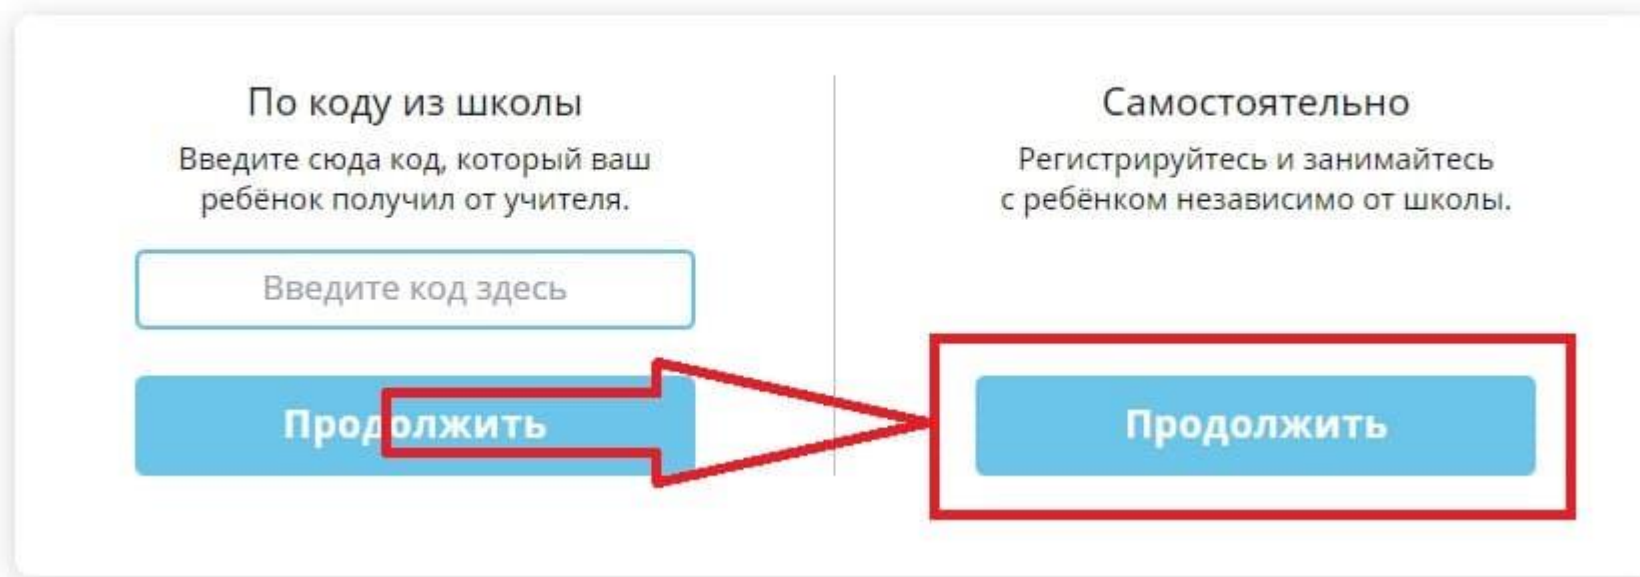 По коду из школы
Введите сюда код, который ваш
ребёнок получил от учителя.
Введите код здесь
Продолжить
Самостоятельно
Регистрируйтесь и занимайтесь
с ребёнком независимо от школы.
Продолжить